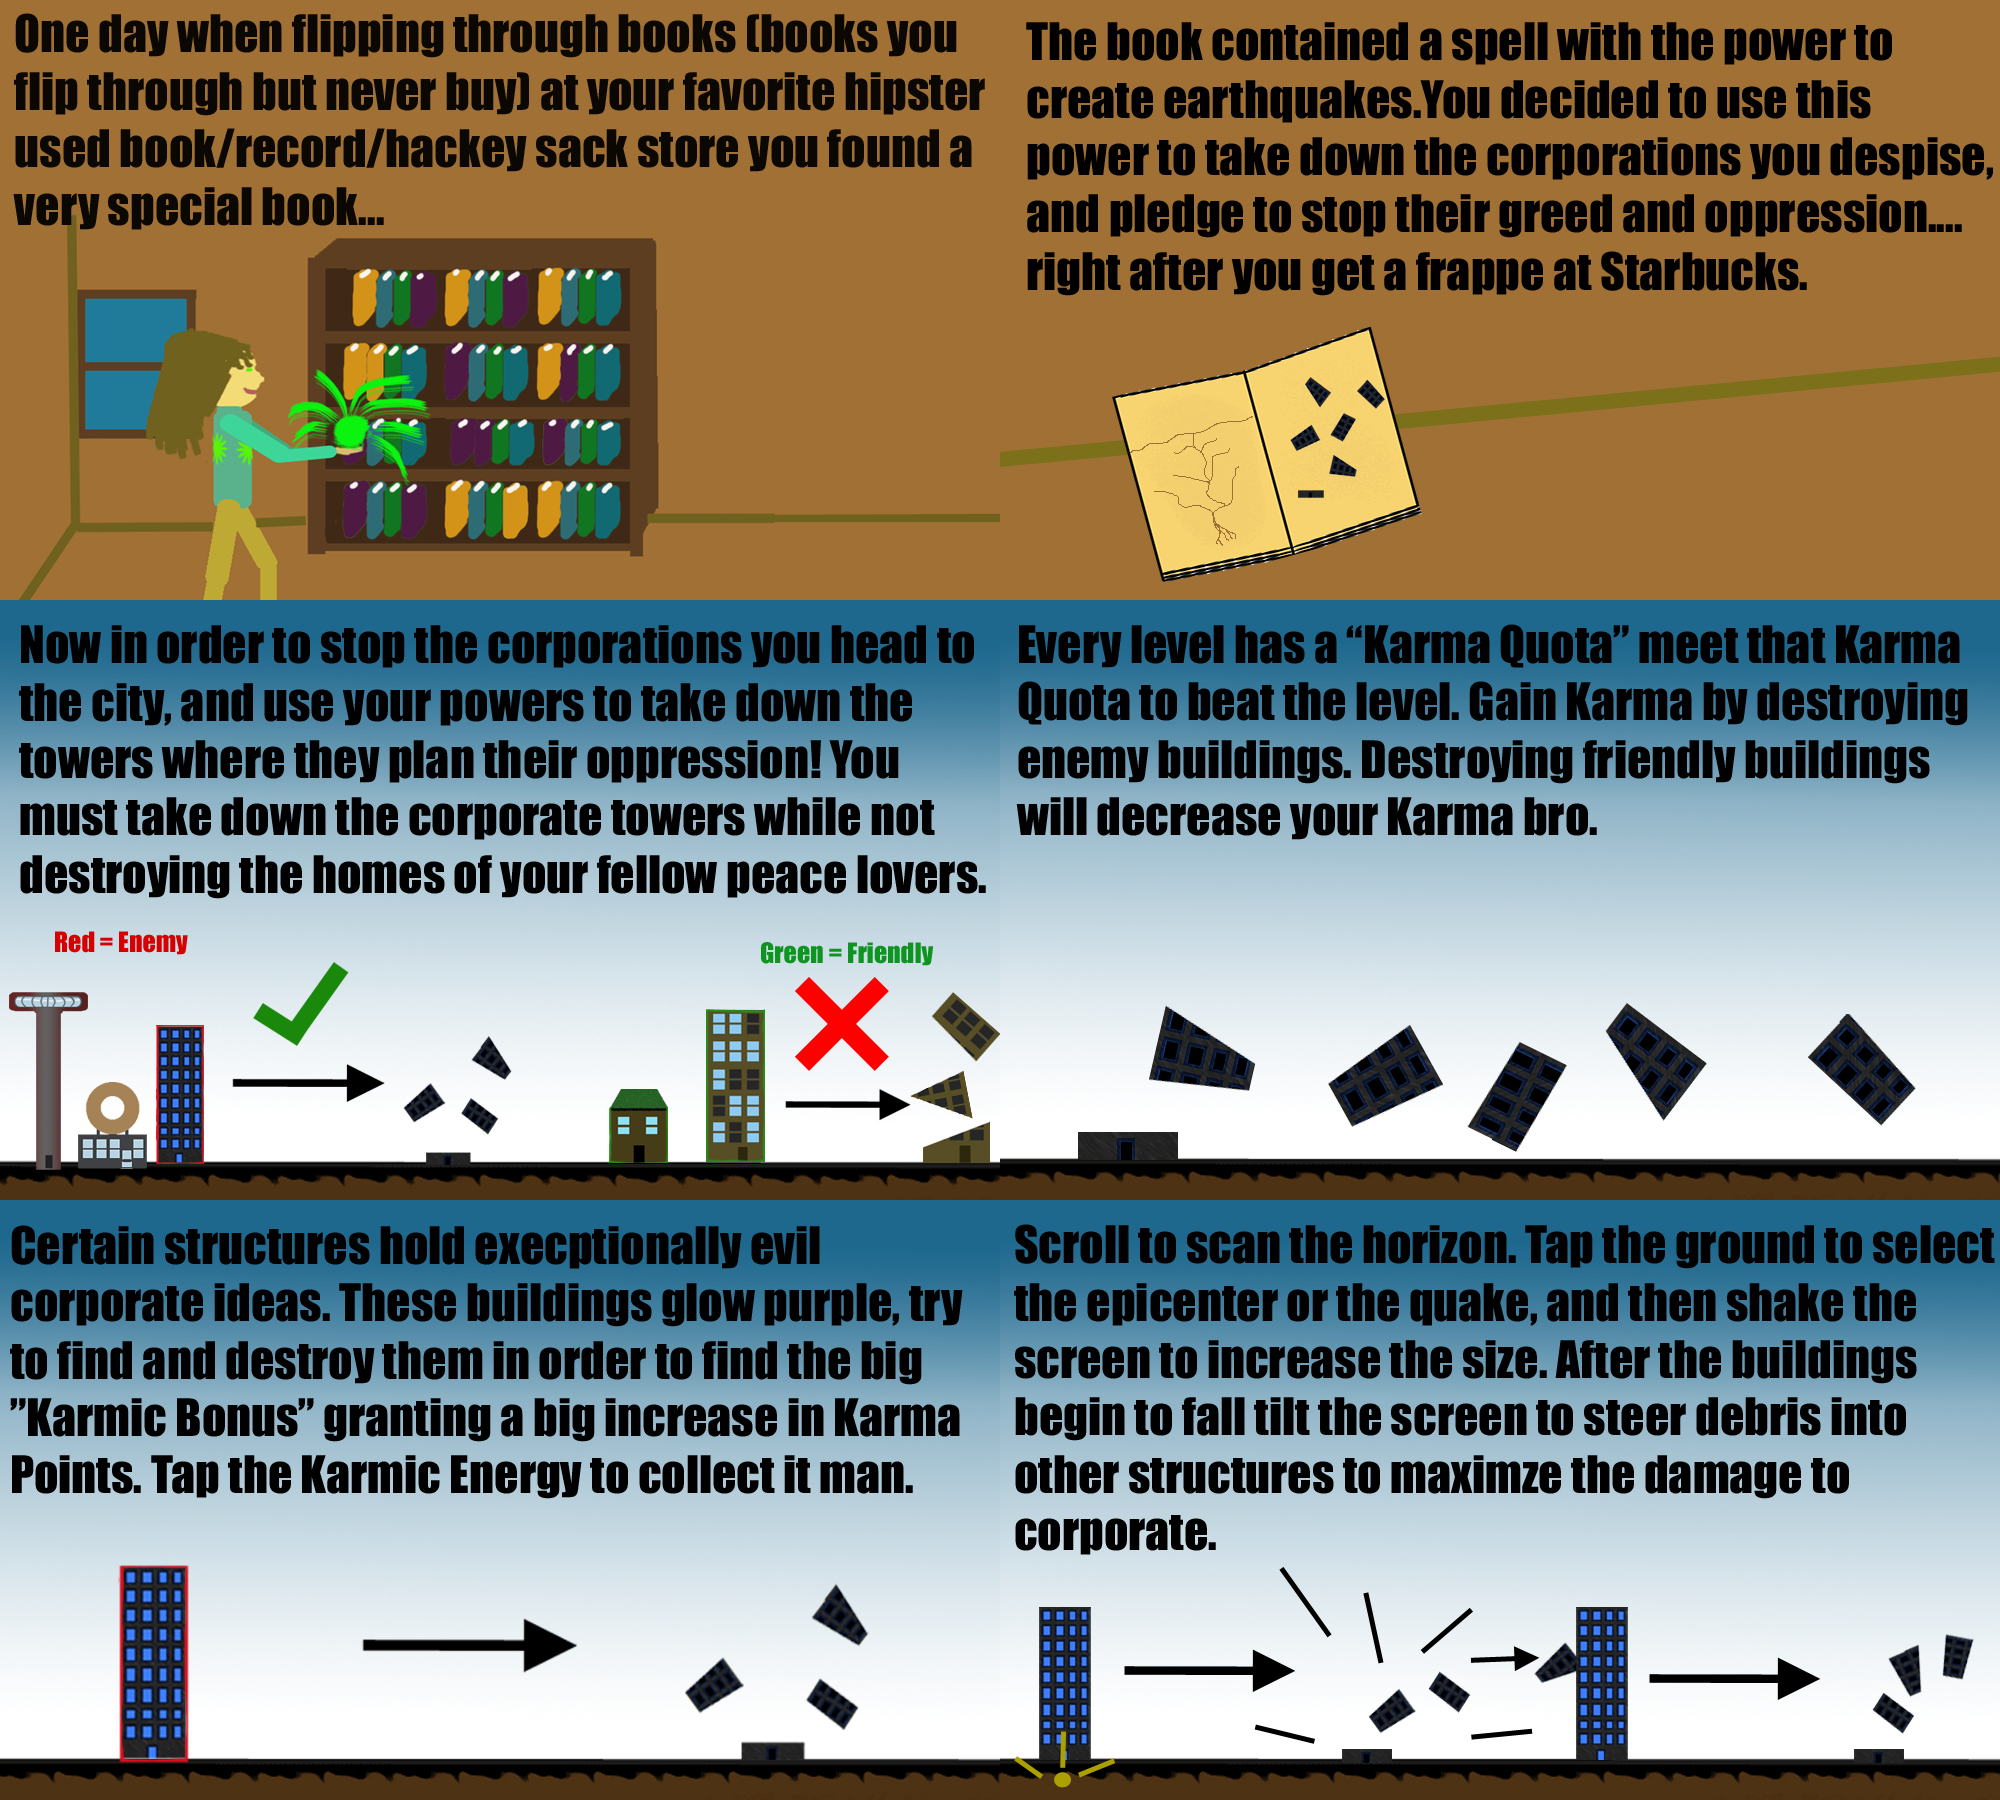 One day when flipping through books (books you
flip through but never buy) at your favorite hipster
used book/record/hackey sack store you found a
very special book...
The book contained a spell with the power to
create earthquakes.You decided to use this
power to take down the corporations you despise,
and pledge to stop their greed and oppression....
right after you get a frappe at Starbucks.
Now in order to stop the corporations you head to
the city, and use your powers to take down the
towers where they plan their oppression! You
must take down the corporate towers while not
destroying the homes of your fellow peace lovers.
Red = Enemy
Green = Friendly
Every level has a “Karma Quota” meet that Karma
Quota to beat the level. Gain Karma by destroying
enemy buildings. Destroying friendly buildings
will decrease your Karma bro.
Certain structures hold execptionally evil
corporate ideas. These buildings glow purple, try
to find and destroy them in order to find the big
”Karmic Bonus” granting a big increase in Karma
Points. Tap the Karmic Energy to collect it man.
Scroll to scan the horizon. Tap the ground to select
the epicenter or the quake, and then shake the
screen to increase the size. After the buildings
begin to fall tilt the screen to steer debris into
other structures to maximze the damage to
corporate.